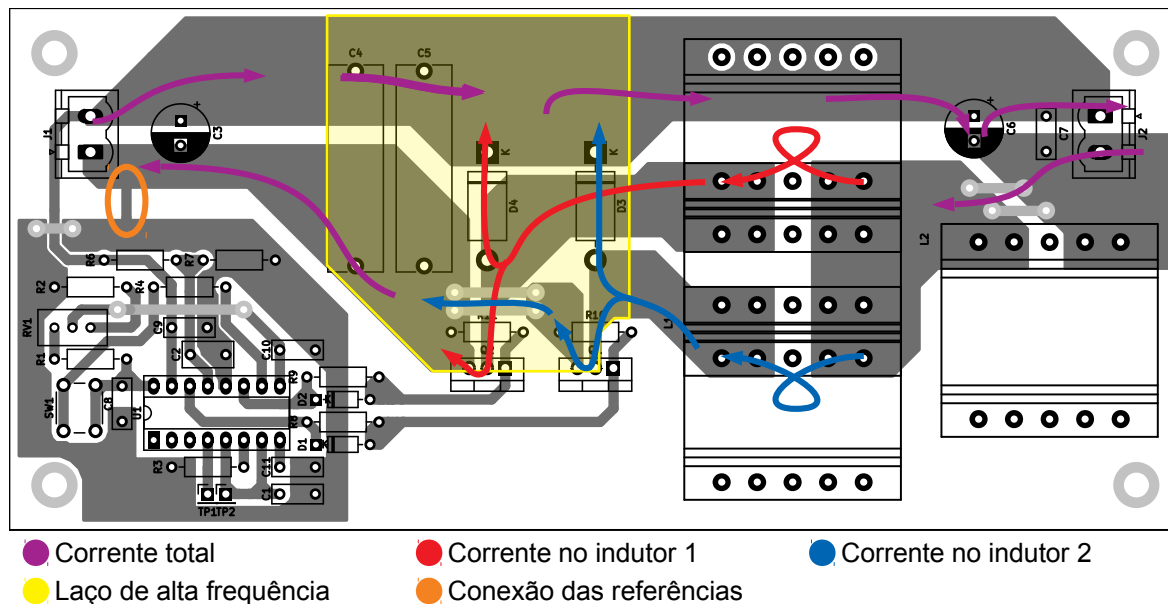 C4
C5
J1
C3
K
K
D4
D3
C6
C7
J2
L2
L1
R6
R7
R2
R4
RV1
C9
R1
C2
C10
R9
SW1
C8
U1
D2
R8
D1
R3
C11
C1
TP1TP2
Corrente total
Corrente no indutor 1
Corrente no indutor 2
Laço de alta frequência
Conexão das referências